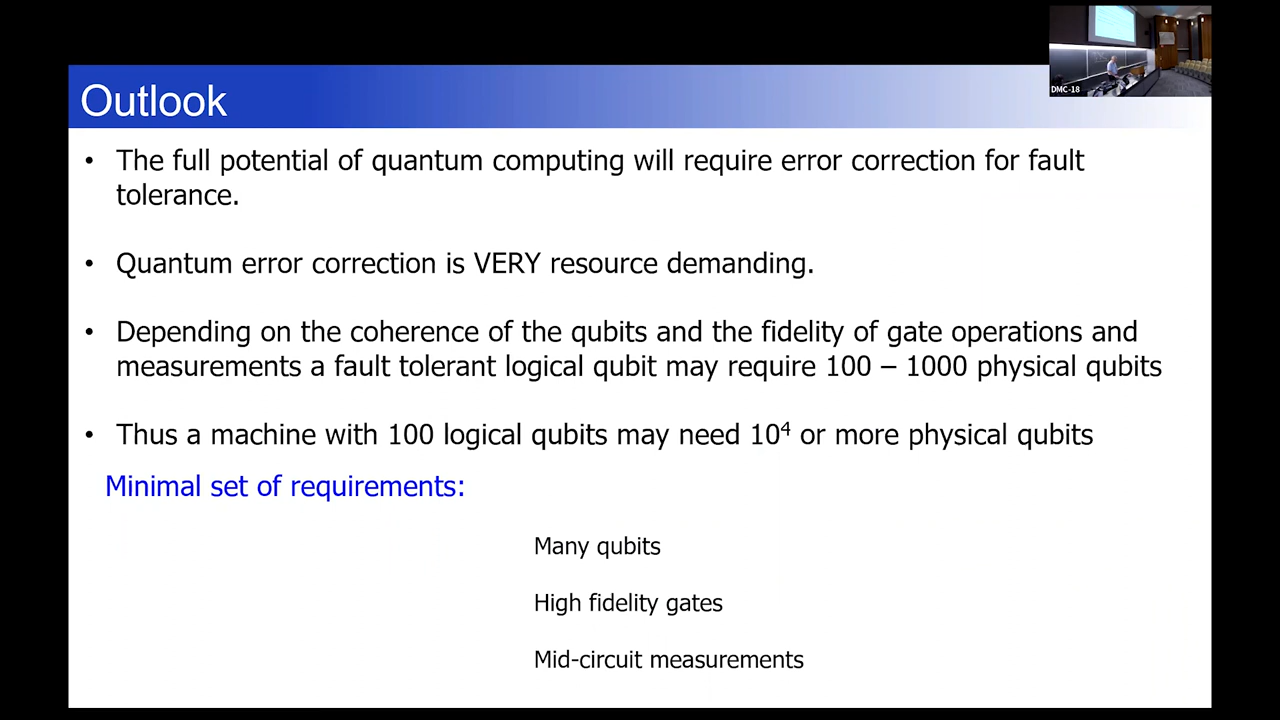 Outlook
DMC-18
• The full potential of quantum computing will require error correction for fault
tolerance.
• Quantum error correction is VERY resource demanding.
• Depending on the coherence of the qubits and the fidelity of gate operations and
measurements a fault tolerant logical qubit may require 100 – 1000 physical qubits
• Thus a machine with 100 logical qubits may need 10⁴ or more physical qubits
Minimal set of requirements:
Many qubits
High fidelity gates
Mid-circuit measurements